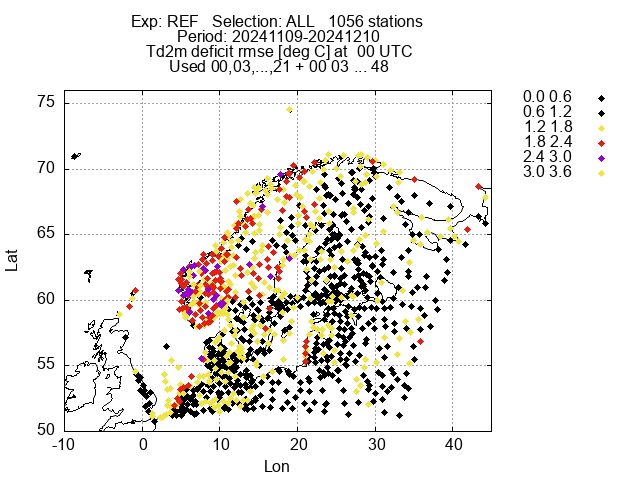 Exp: REF   Selection: ALL   1056 stations
Period: 20241109-20241210
Td2m deficit rmse [deg C] at  00 UTC
Used 00,03,...,21 + 00 03 ... 48
0.0 0.6
0.6 1.2
1.2 1.8
1.8 2.4
2.4 3.0
3.0 3.6
75
70
65
60
55
50
Lat
-10 0 10 20 30 40
Lon